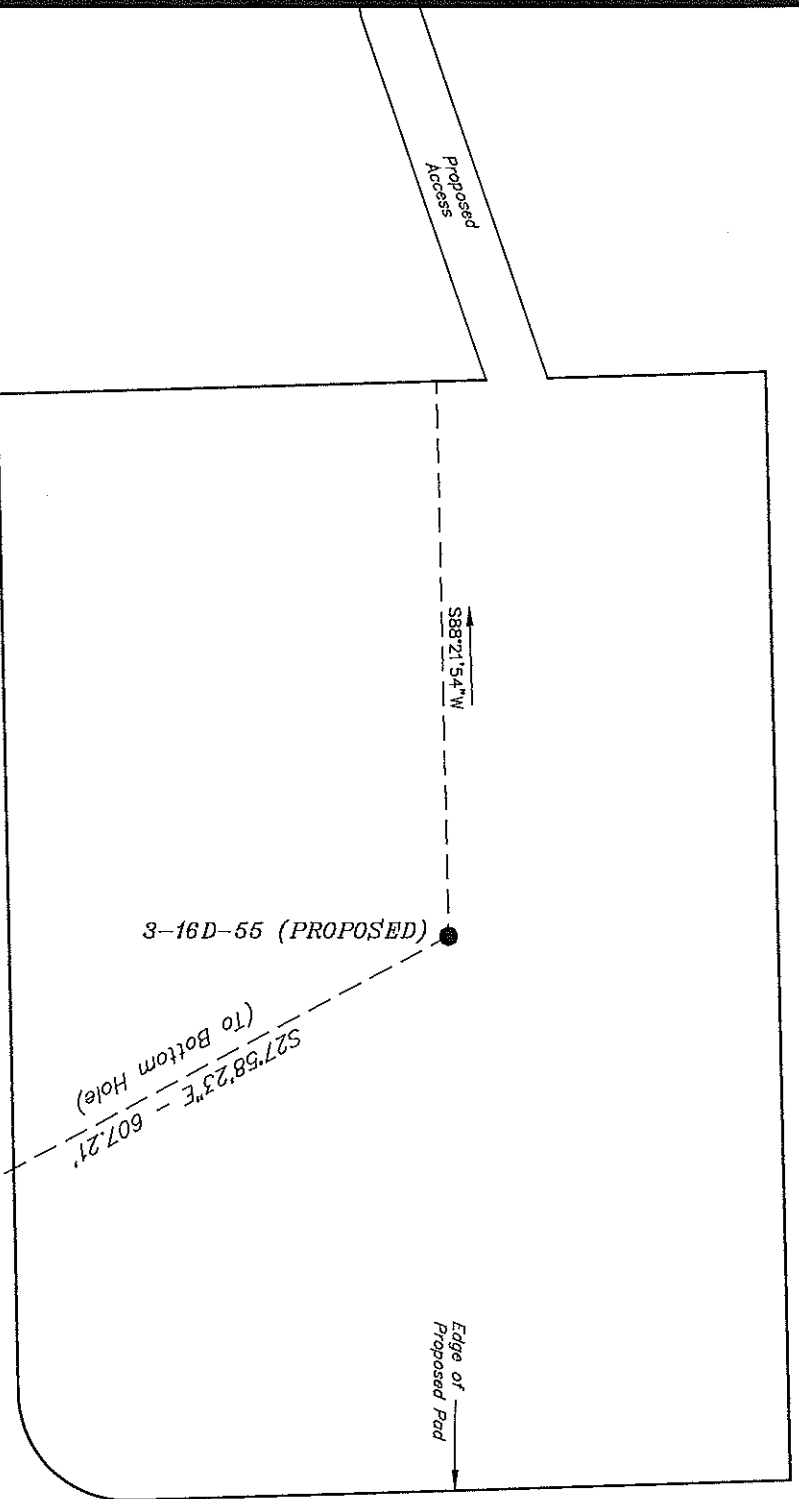 Proposed
Access
S88°21'54"W
3-16D-55 (PROPOSED)
S27°58'23"E - 607.21'
(To Bottom Hole)
Edge of
Proposed Pad